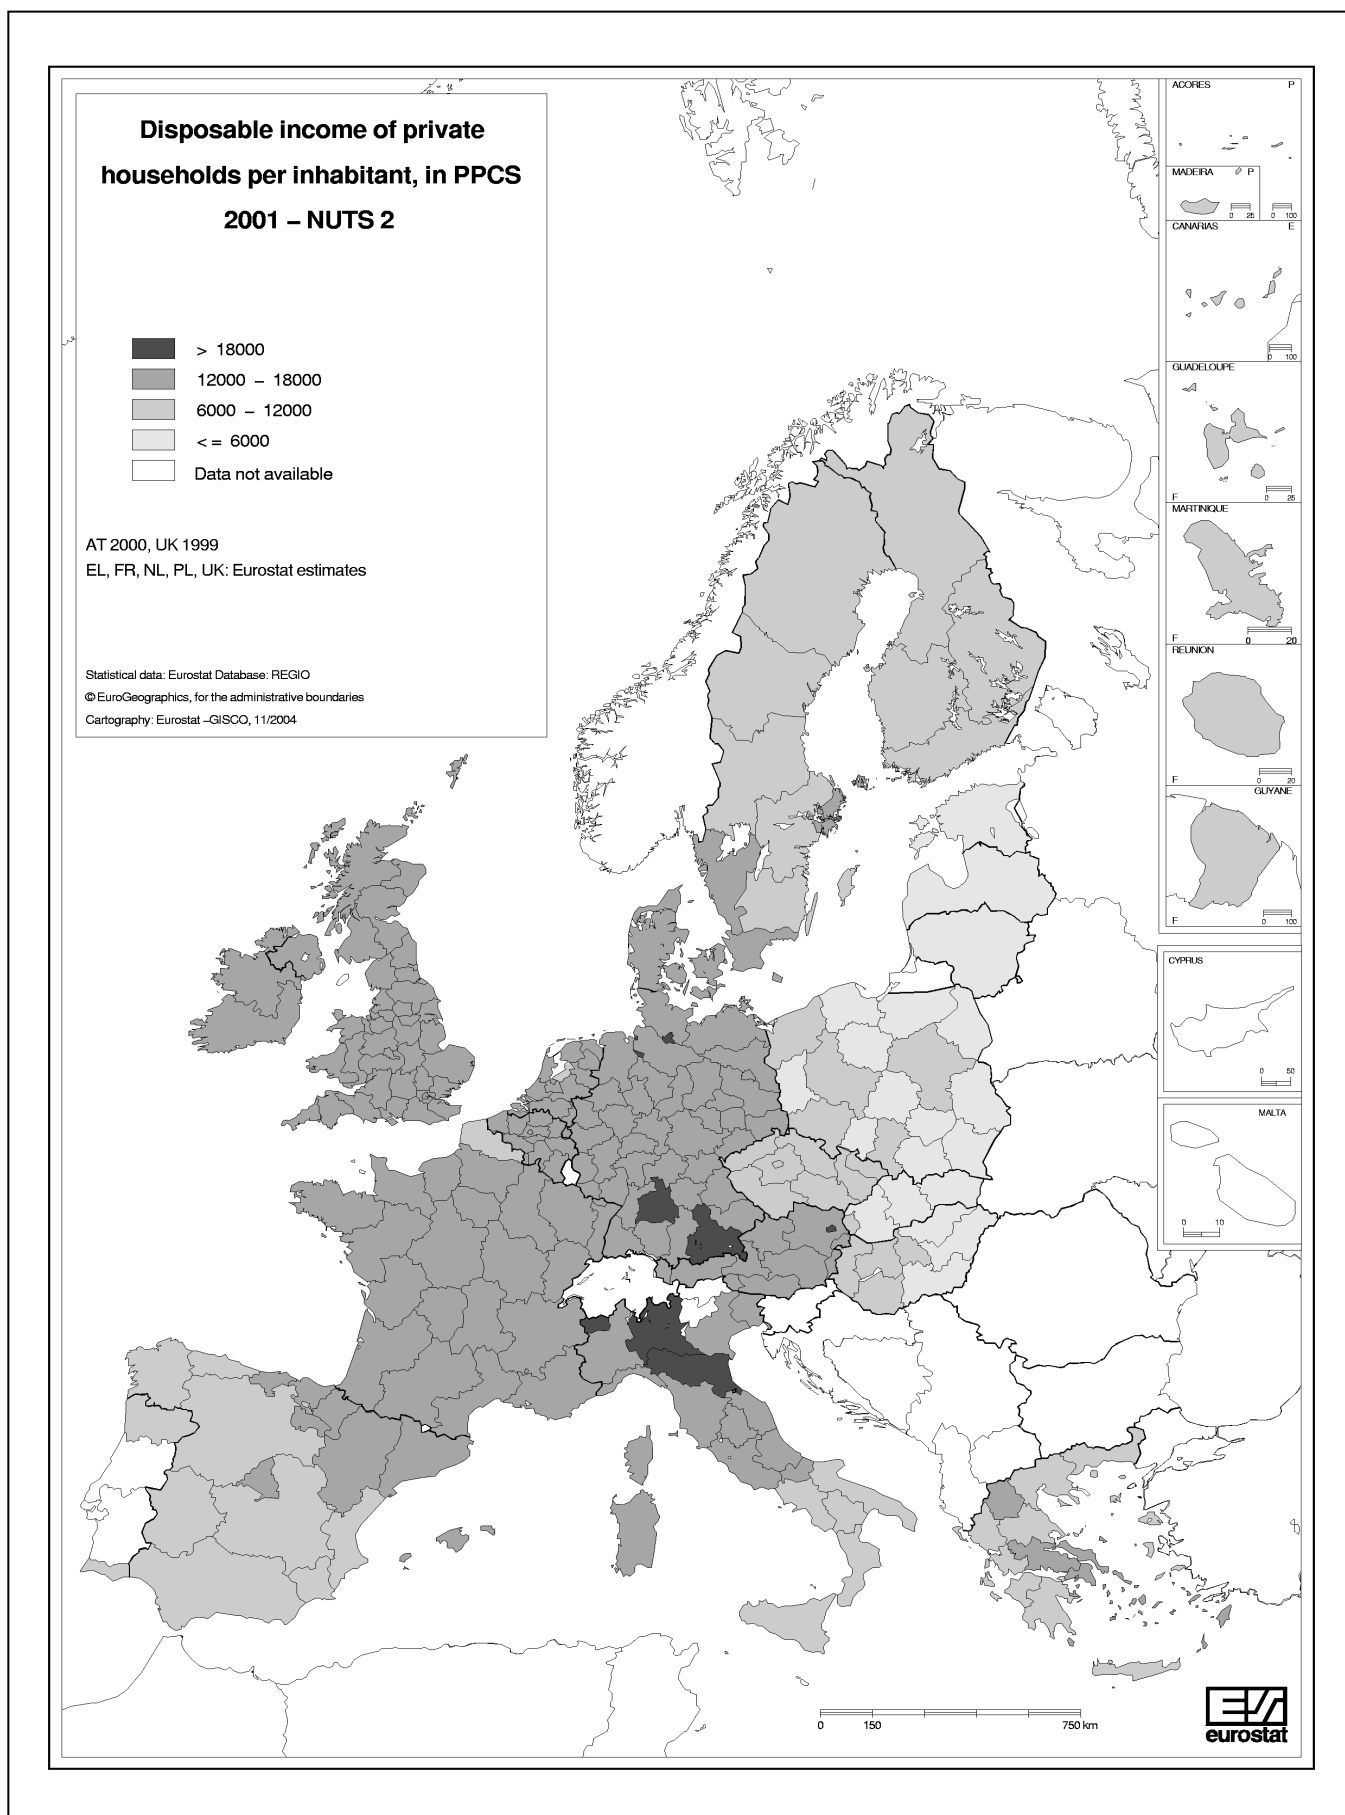 Disposable income of private
households per inhabitant, in PPCS
2001 – NUTS 2
> 18000
12000 – 18000
6000 – 12000
< = 6000
Data not available
AT 2000, UK 1999
EL, FR, NL, PL, UK: Eurostat estimates
Statistical data: Eurostat Database: REGIO
© EuroGeographics, for the administrative boundaries
Cartography: Eurostat –GISCO, 11/2004
ACORES P
MADEIRA P
0 25
0 100
CANARIAS E
0 100
GUADELOUPE
F 0 25
MARTINIQUE
F 0 20
REUNION
F 0 20
GUYANE
F 0 100
CYPRUS
0 50
MALTA
0 10
0 150 750 km
eurostat